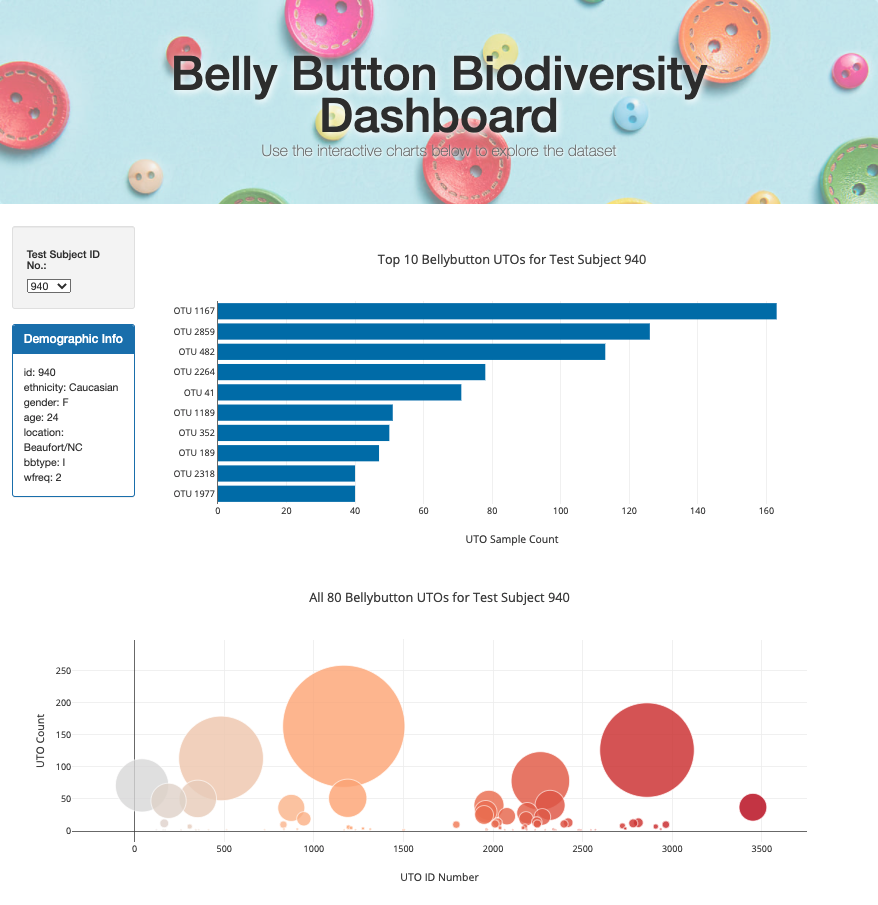 Belly Button Biodiversity
Dashboard
Use the interactive charts below to explore the dataset
Test Subject ID
No.:
940
Demographic Info
id: 940
ethnicity: Caucasian
gender: F
age: 24
location:
Beaufort/NC
bbtype: I
wfreq: 2
Top 10 Bellybutton UTOs for Test Subject 940
OTU 1167
OTU 2859
OTU 482
OTU 2264
OTU 41
OTU 1189
OTU 352
OTU 189
OTU 2318
OTU 1977
0 20 40 60 80 100 120 140 160
UTO Sample Count
All 80 Bellybutton UTOs for Test Subject 940
UTO Count
250
200
150
100
50
0
0 500 1000 1500 2000 2500 3000 3500
UTO ID Number